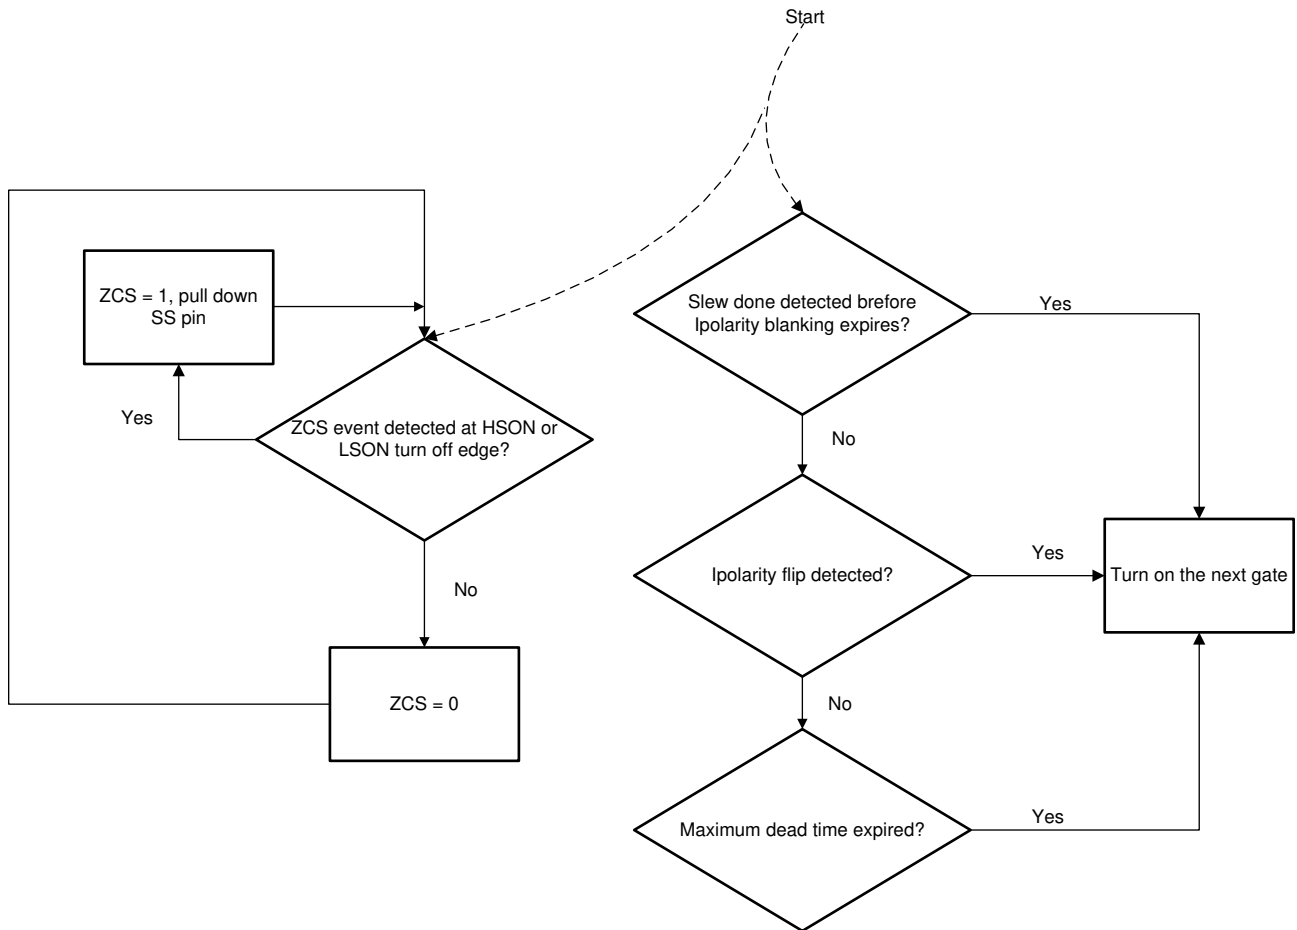 Start
ZCS = 1, pull down
SS pin
Yes
ZCS event detected at HSON or
LSON turn off edge?
No
ZCS = 0
Slew done detected brefore
Ipolarity blanking expires?
Yes
No
Ipolarity flip detected?
Yes
Turn on the next gate
No
Maximum dead time expired?
Yes